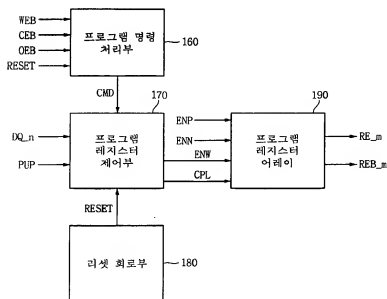 WEB
CEB
OEB
RESET
프로그램 명령
처리부
160
CMD
170
190
DQ_n
PUP
프로그램
레지스터
제어부
ENP
ENN
ENW
CPL
프로그램
레지스터
어레이
RE_m
REB_m
RESET
리셋 회로부
180